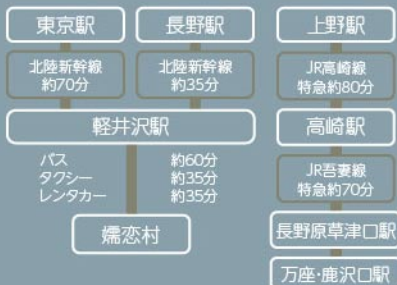 東京駅
長野駅
北陸新幹線
約70分
北陸新幹線
約35分
軽井沢駅
バス 約60分
タクシー 約35分
レンタカー 約35分
嬬恋村
上野駅
JR高崎線
特急約80分
高崎駅
JR吾妻線
特急約70分
長野原草津口駅
万座・鹿沢口駅